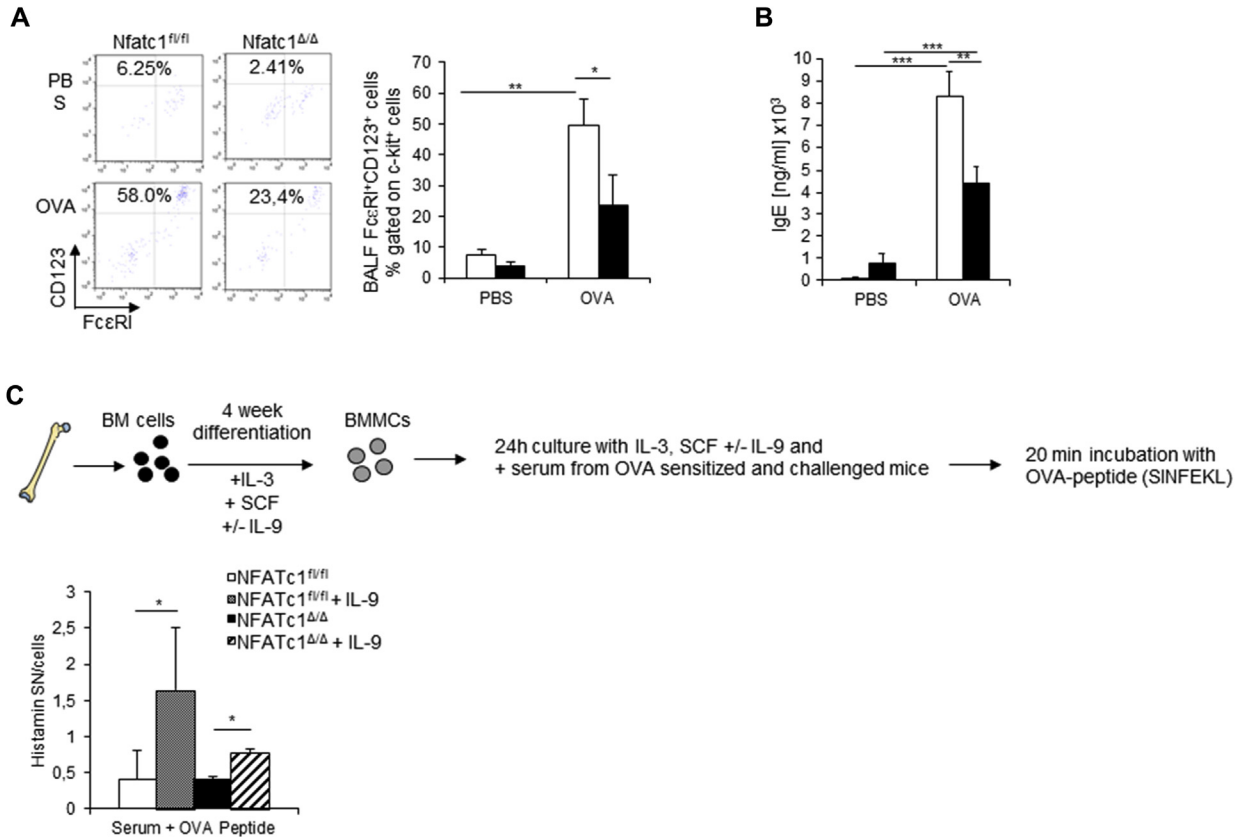 A
Nfatc1fl/fl
Nfatc1Δ/Δ
PB
S
6.25%
2.41%
OVA
58.0%
23,4%
CD123
FcεRI
BALF FcεRI+CD123+ cells
% gated on c-kit+ cells
70
60
50
40
30
20
10
0
**
*
PBS
OVA
B
IgE [ng/ml] x103
10
9
8
7
6
5
4
3
2
1
0
***
***
**
PBS
OVA
C
BM cells
4 week
differentiation
+IL-3
+ SCF
+/- IL-9
BMMCs
24h culture with IL-3, SCF +/- IL-9 and
+ serum from OVA sensitized and challenged mice
20 min incubation with
OVA-peptide (SINFEKL)
Histamin SN/cells
3
2,5
2
1,5
1
0,5
0
*
*
NFATc1fl/fl
NFATc1fl/fl + IL-9
NFATc1Δ/Δ
NFATc1Δ/Δ + IL-9
Serum + OVA Peptide